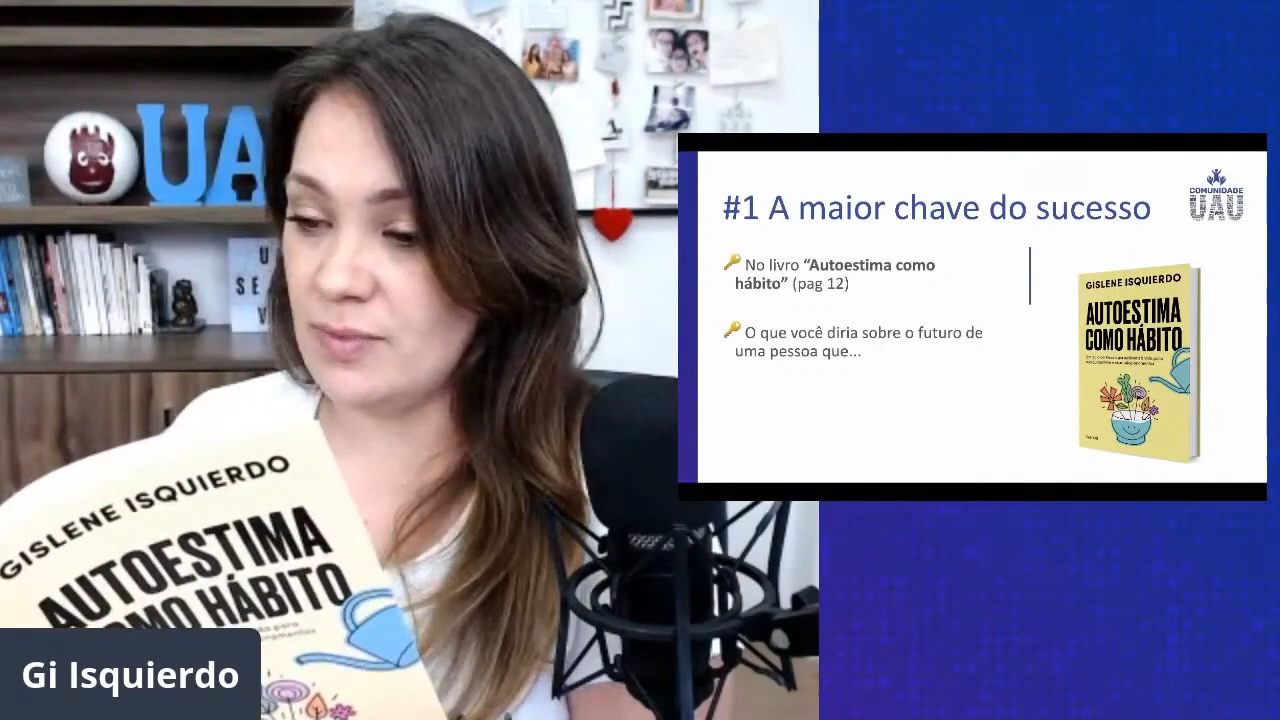 UA
GISLENE ISQUIERDO
AUTOESTIMA
COMO HÁBITO
Gi Isquierdo
#1 A maior chave do sucesso
COMUNIDADE
UAU
🔑 No livro “Autoestima como
hábito” (pag 12)
🔑 O que você diria sobre o futuro de
uma pessoa que...
GISLENE ISQUIERDO
AUTOESTIMA
COMO HÁBITO